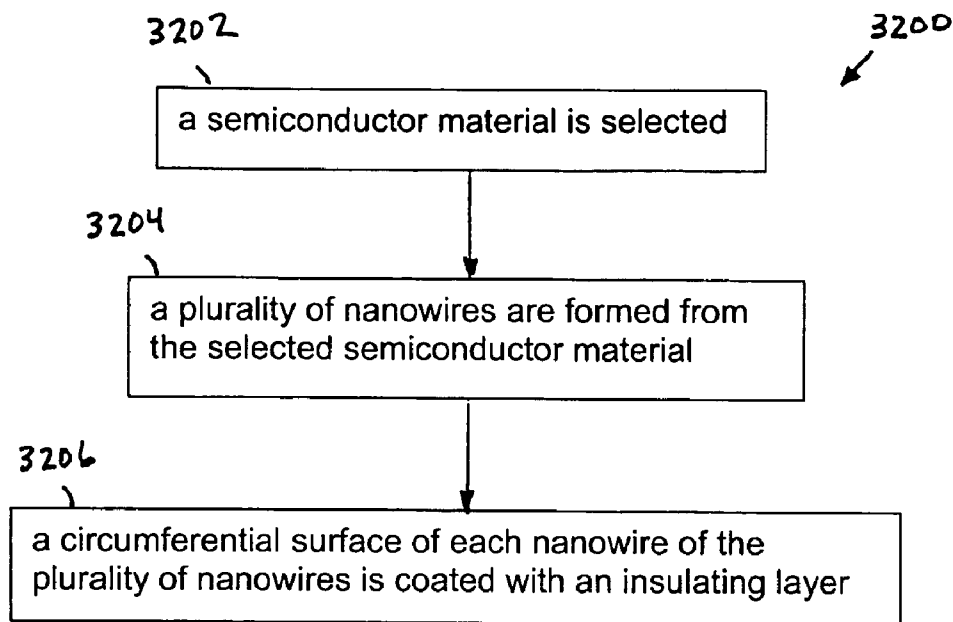 3202
3200
a semiconductor material is selected
3204
a plurality of nanowires are formed from
the selected semiconductor material
3206
a circumferential surface of each nanowire of the
plurality of nanowires is coated with an insulating layer